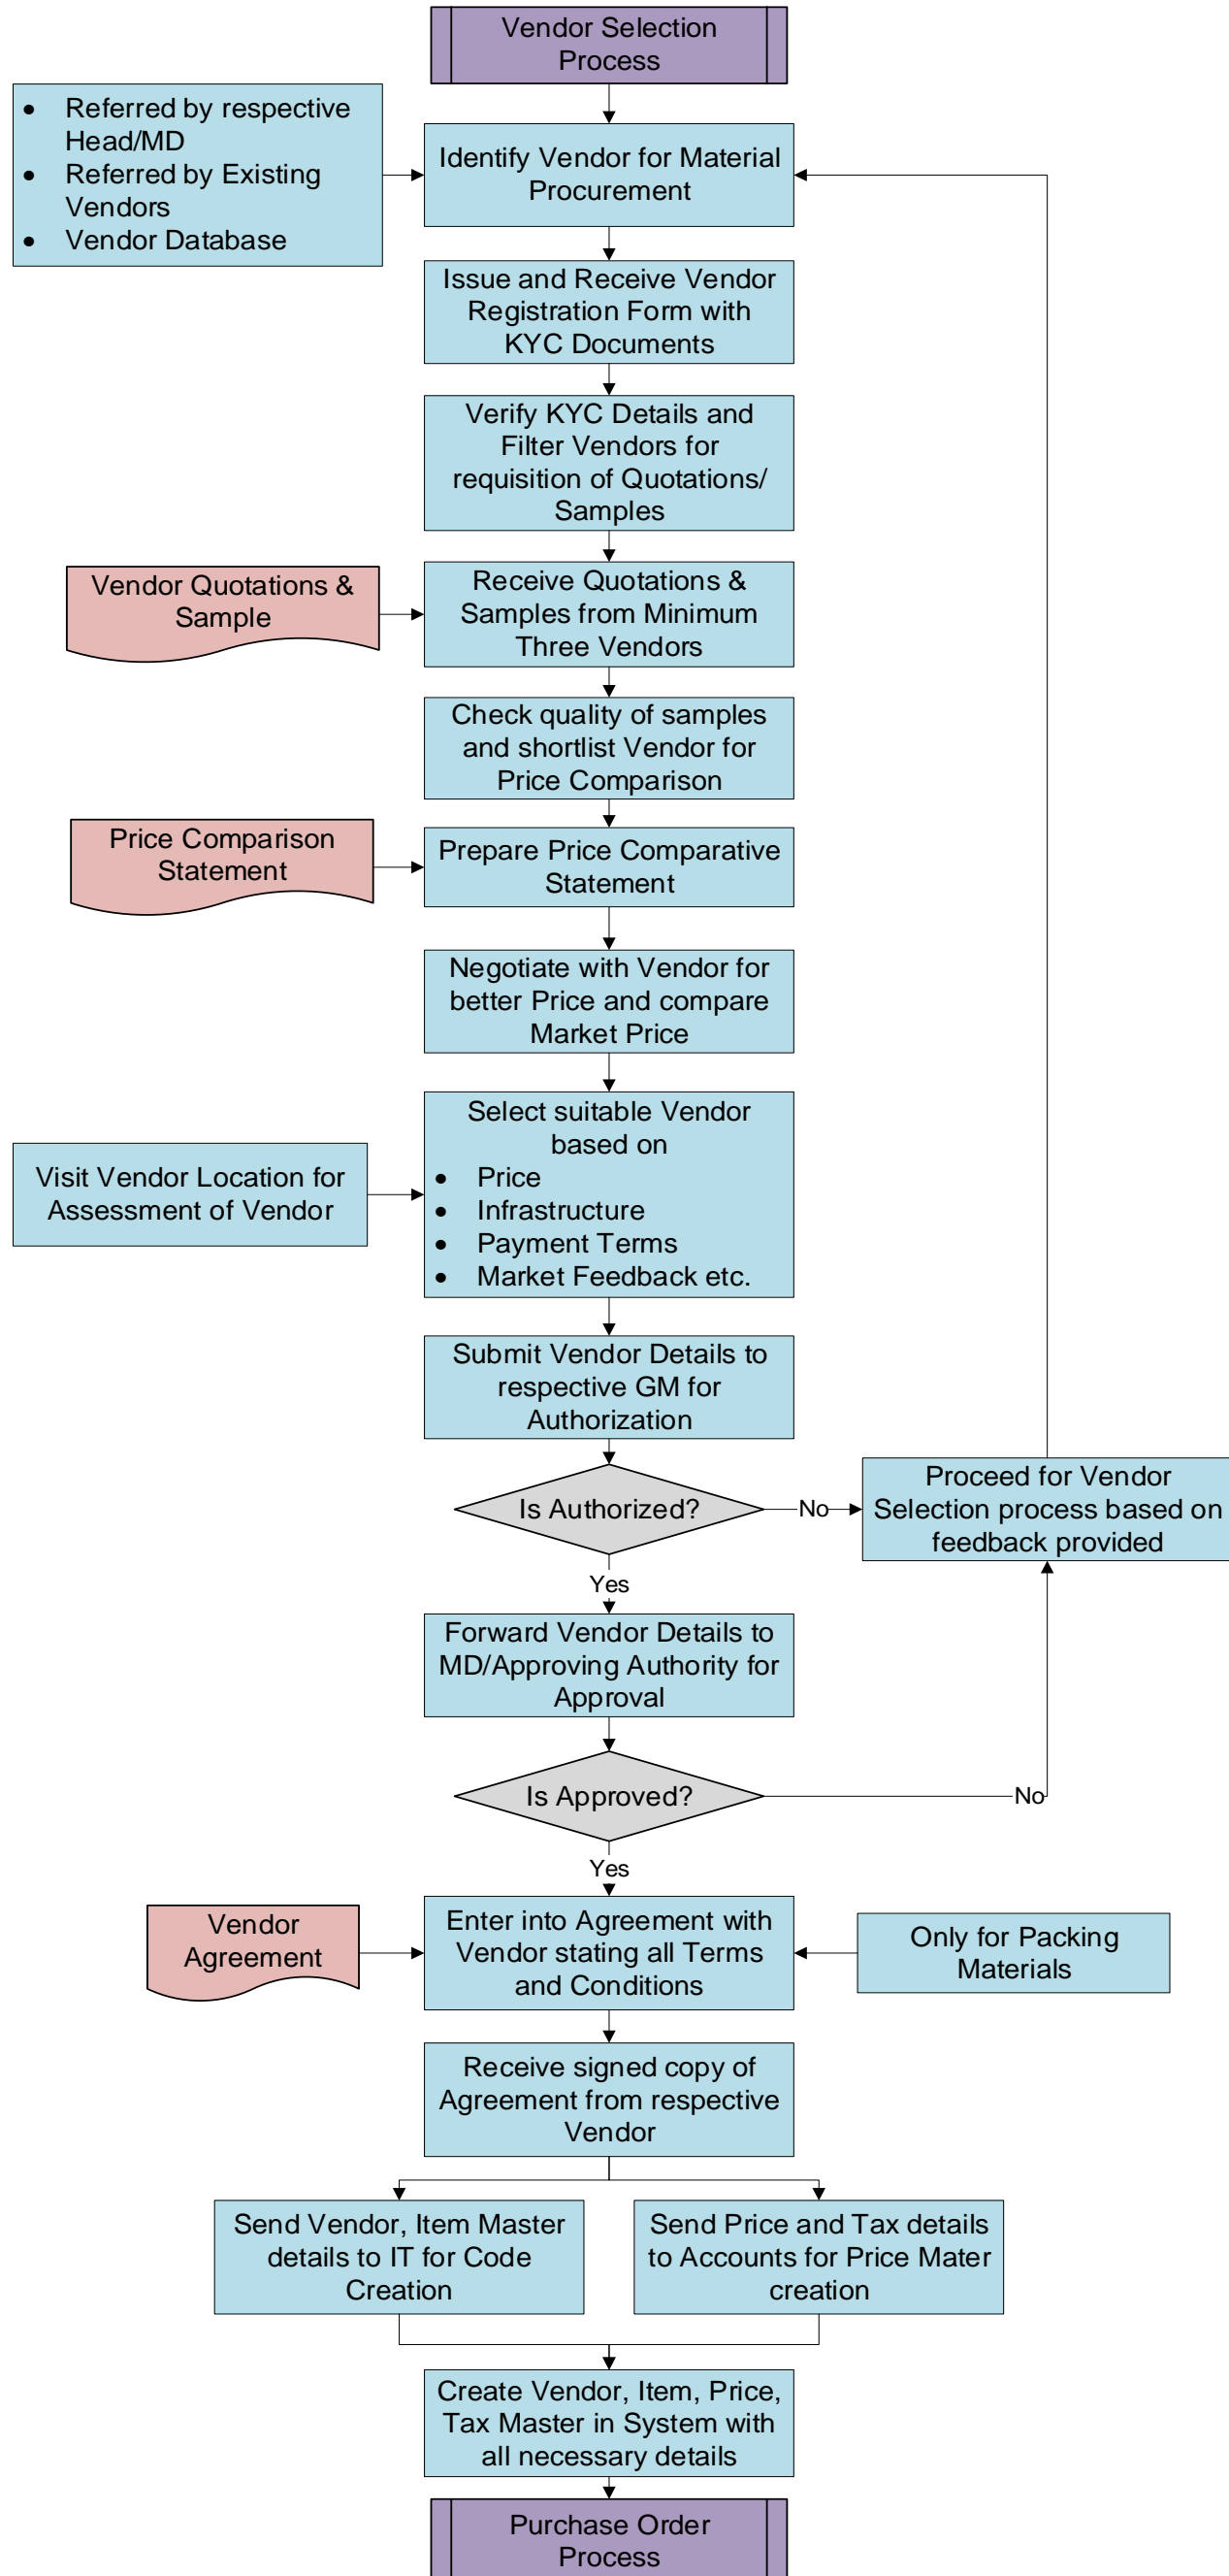 Vendor Selection
Process
• Referred by respective
Head/MD
• Referred by Existing
Vendors
• Vendor Database
Identify Vendor for Material
Procurement
Issue and Receive Vendor
Registration Form with
KYC Documents
Verify KYC Details and
Filter Vendors for
requisition of Quotations/
Samples
Vendor Quotations &
Sample
Receive Quotations &
Samples from Minimum
Three Vendors
Check quality of samples
and shortlist Vendor for
Price Comparison
Price Comparison
Statement
Prepare Price Comparative
Statement
Negotiate with Vendor for
better Price and compare
Market Price
Visit Vendor Location for
Assessment of Vendor
Select suitable Vendor
based on
• Price
• Infrastructure
• Payment Terms
• Market Feedback etc.
Submit Vendor Details to
respective GM for
Authorization
Is Authorized?
No
Proceed for Vendor
Selection process based on
feedback provided
Yes
Forward Vendor Details to
MD/Approving Authority for
Approval
Is Approved?
No
Yes
Vendor
Agreement
Enter into Agreement with
Vendor stating all Terms
and Conditions
Only for Packing
Materials
Receive signed copy of
Agreement from respective
Vendor
Send Vendor, Item Master
details to IT for Code
Creation
Send Price and Tax details
to Accounts for Price Mater
creation
Create Vendor, Item, Price,
Tax Master in System with
all necessary details
Purchase Order
Process